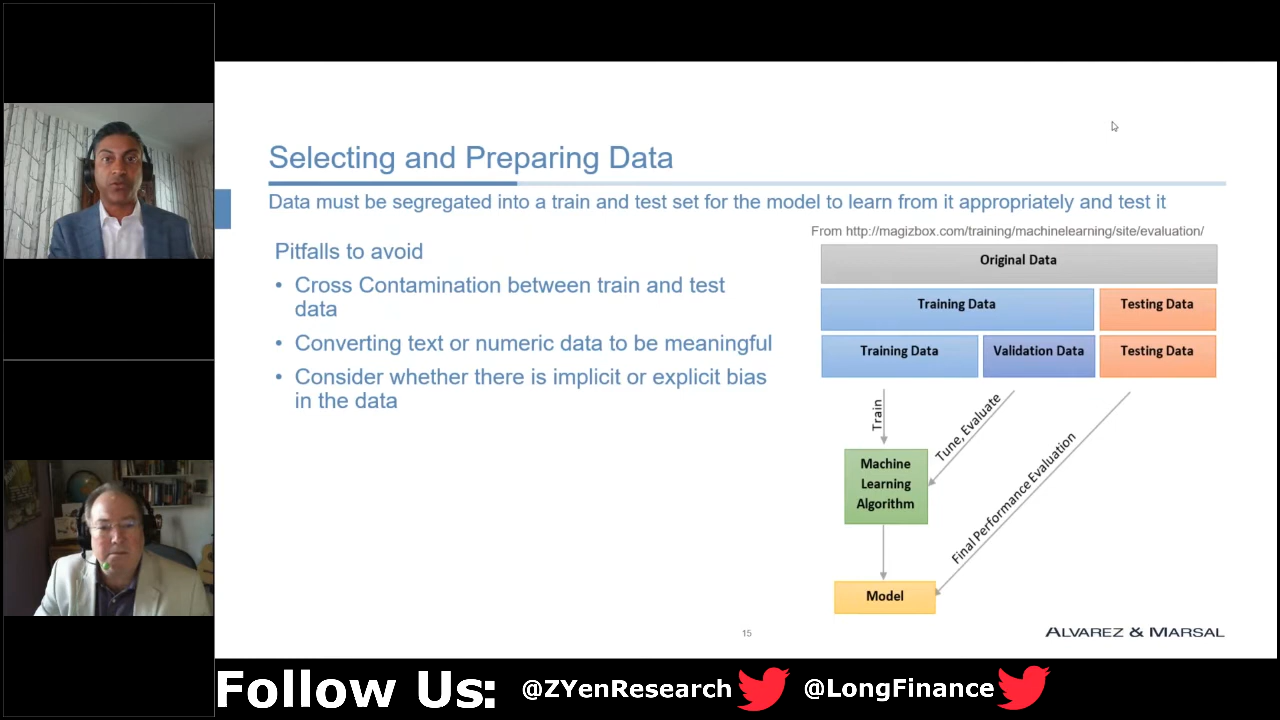 Selecting and Preparing Data
Data must be segregated into a train and test set for the model to learn from it appropriately and test it
Pitfalls to avoid
• Cross Contamination between train and test
data
• Converting text or numeric data to be meaningful
• Consider whether there is implicit or explicit bias
in the data
From http://magizbox.com/training/machinelearning/site/evaluation/
Original Data
Training Data
Testing Data
Training Data
Validation Data
Testing Data
Train
Tune, Evaluate
Final Performance Evaluation
Machine
Learning
Algorithm
Model
15
ALVAREZ & MARSAL
Follow Us:
@ZYenResearch
@LongFinance